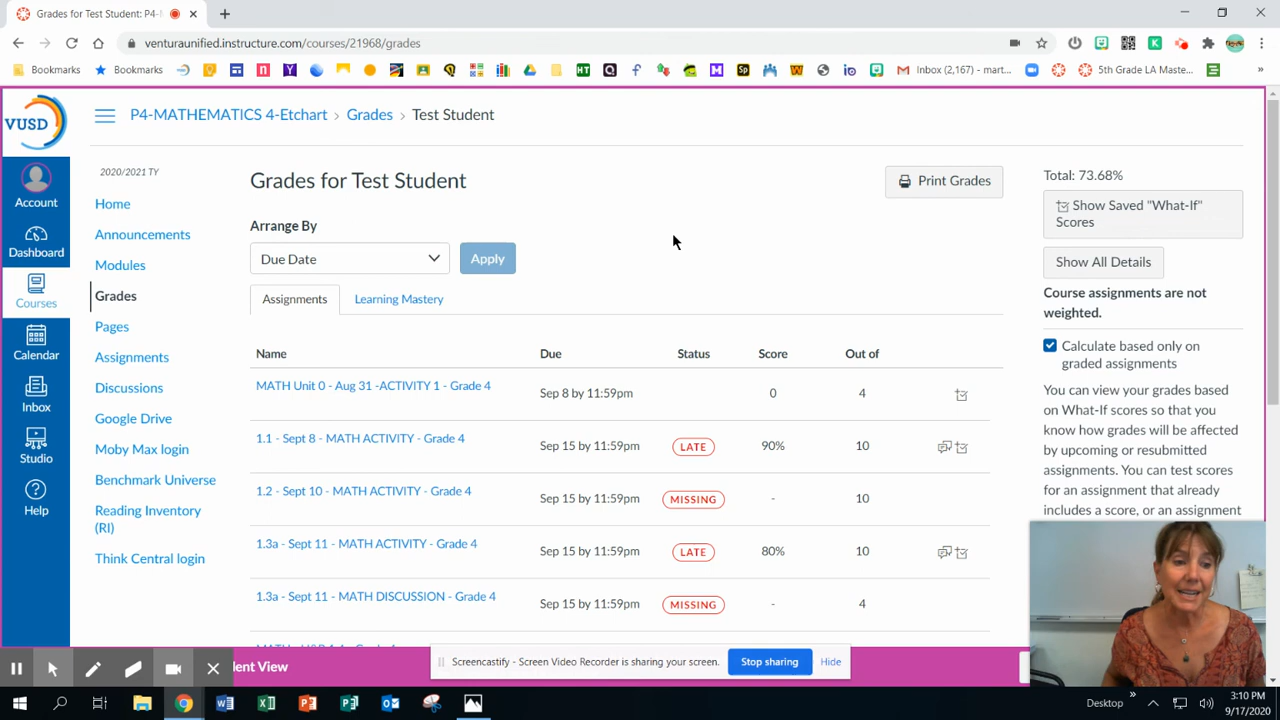 Grades for Test Student: P4-
venturaunified.instructure.com/courses/21968/grades
Bookmarks
Bookmarks
Inbox (2,167) - mart...
5th Grade LA Maste...
VUSD
P4-MATHEMATICS 4-Etchart > Grades > Test Student
Account
Dashboard
Courses
Calendar
Inbox
Studio
Help
2020/2021 TY
Home
Announcements
Modules
Grades
Pages
Assignments
Discussions
Google Drive
Moby Max login
Benchmark Universe
Reading Inventory
(RI)
Think Central login
Grades for Test Student
Print Grades
Arrange By
Due Date
Apply
Assignments
Learning Mastery
Name Due Status Score Out of
MATH Unit 0 - Aug 31 -ACTIVITY 1 - Grade 4 Sep 8 by 11:59pm 0 4
1.1 - Sept 8 - MATH ACTIVITY - Grade 4 Sep 15 by 11:59pm LATE 90% 10
1.2 - Sept 10 - MATH ACTIVITY - Grade 4 Sep 15 by 11:59pm MISSING - 10
1.3a - Sept 11 - MATH ACTIVITY - Grade 4 Sep 15 by 11:59pm LATE 80% 10
1.3a - Sept 11 - MATH DISCUSSION - Grade 4 Sep 15 by 11:59pm MISSING - 4
Total: 73.68%
Show Saved "What-If"
Scores
Show All Details
Course assignments are not
weighted.
Calculate based only on
graded assignments
You can view your grades based
on What-If scores so that you
know how grades will be affected
by upcoming or resubmitted
assignments. You can test scores
for an assignment that already
includes a score, or an assignment
dent View
Screencastify - Screen Video Recorder is sharing your screen.
Stop sharing
Hide
Desktop
3:10 PM
9/17/2020